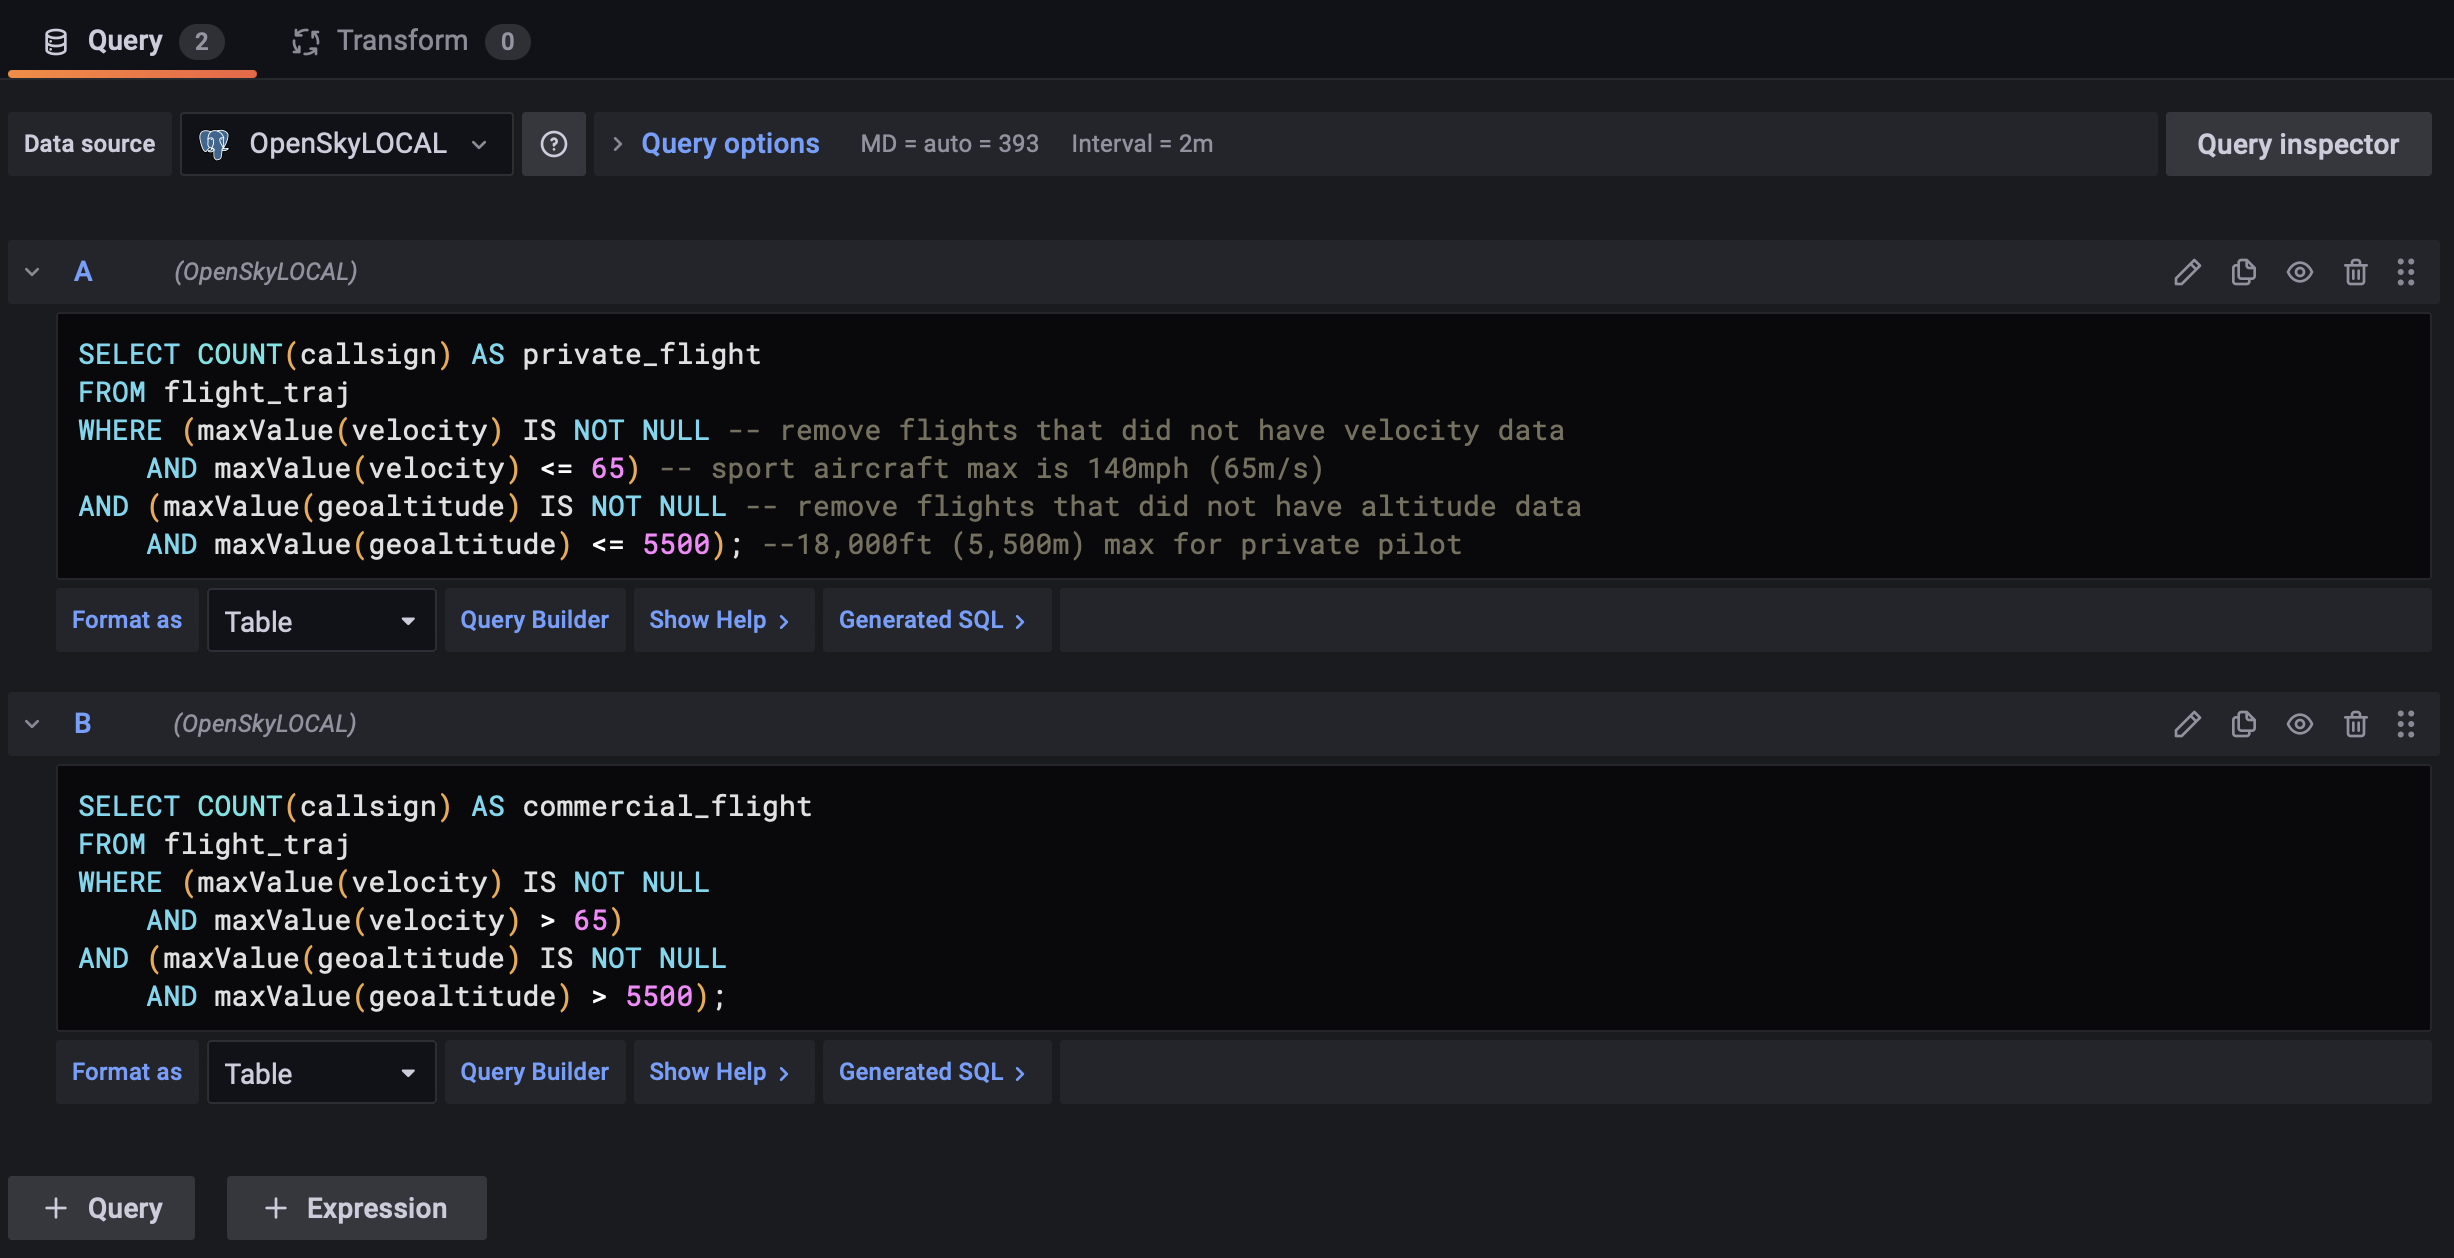 Query 2 Transform 0
Data source OpenSkyLOCAL ? Query options MD = auto = 393 Interval = 2m Query inspector
A (OpenSkyLOCAL)
SELECT COUNT(callsign) AS private_flight
FROM flight_traj
WHERE (maxValue(velocity) IS NOT NULL -- remove flights that did not have velocity data
AND maxValue(velocity) <= 65) -- sport aircraft max is 140mph (65m/s)
AND (maxValue(geoaltitude) IS NOT NULL -- remove flights that did not have altitude data
AND maxValue(geoaltitude) <= 5500); --18,000ft (5,500m) max for private pilot
Format as Table Query Builder Show Help > Generated SQL >
B (OpenSkyLOCAL)
SELECT COUNT(callsign) AS commercial_flight
FROM flight_traj
WHERE (maxValue(velocity) IS NOT NULL
AND maxValue(velocity) > 65)
AND (maxValue(geoaltitude) IS NOT NULL
AND maxValue(geoaltitude) > 5500);
Format as Table Query Builder Show Help > Generated SQL >
+ Query + Expression